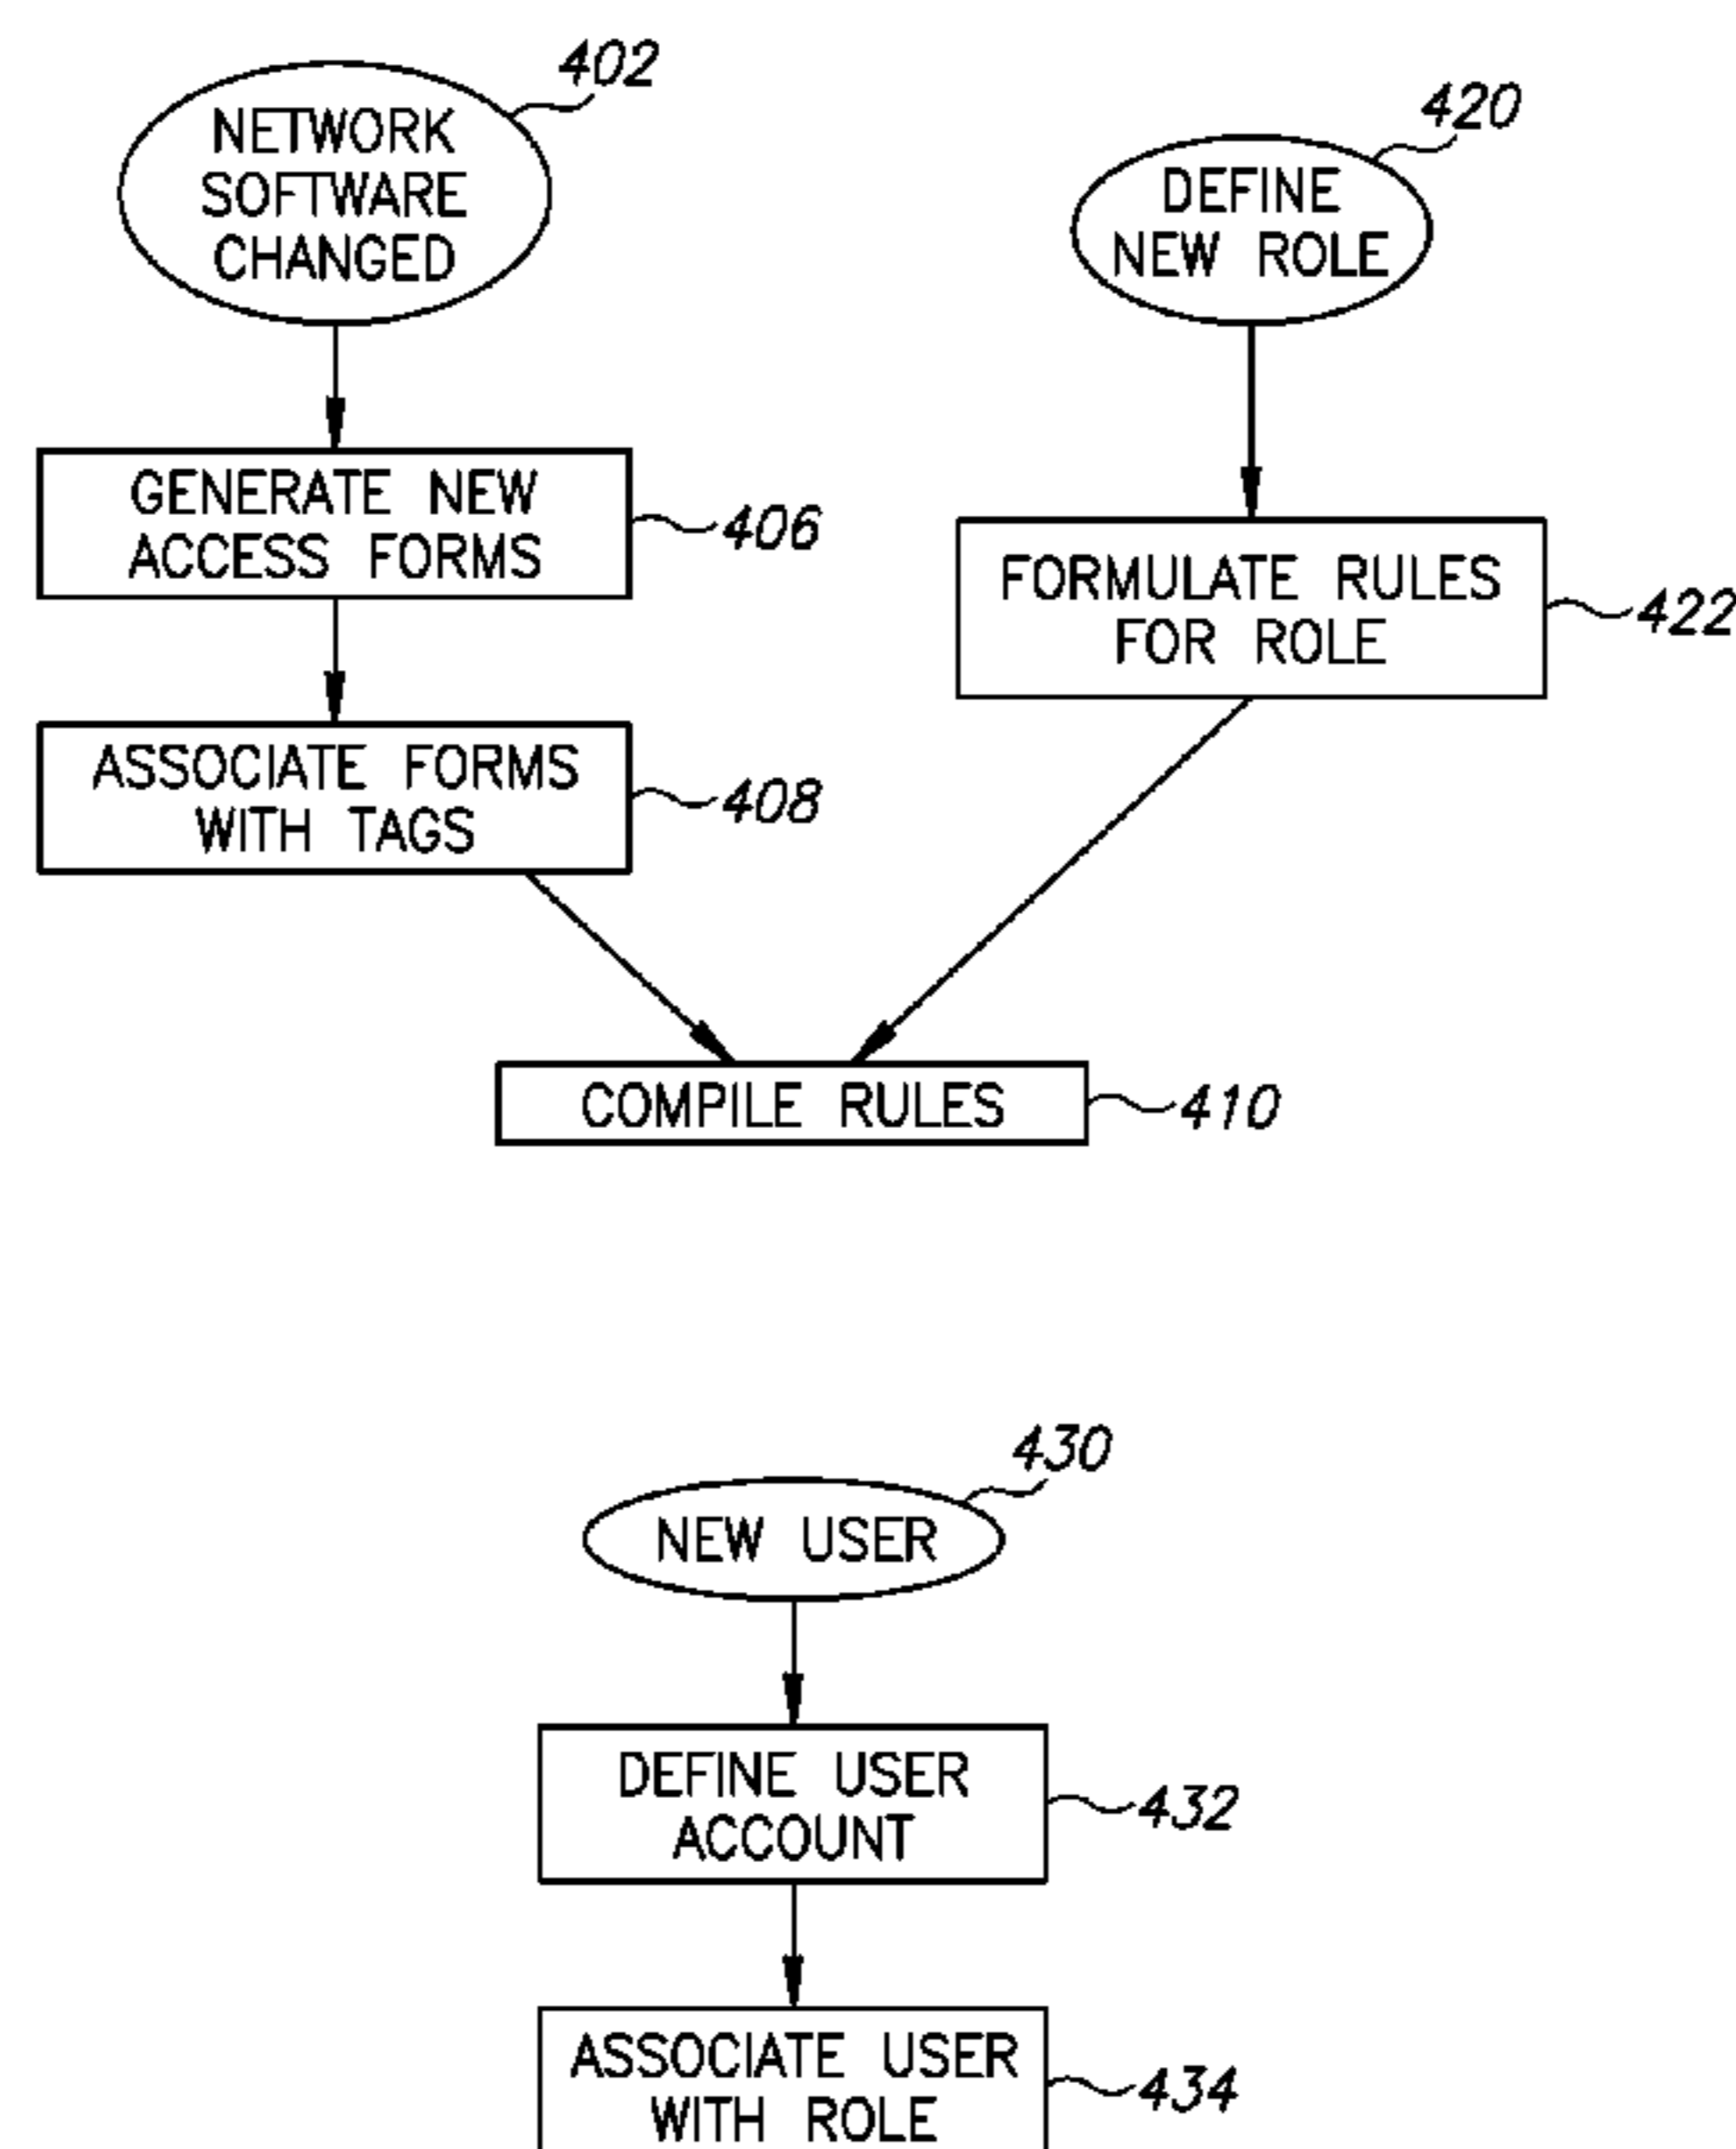 402
NETWORK
SOFTWARE
CHANGED
420
DEFINE
NEW ROLE
GENERATE NEW
ACCESS FORMS
406
FORMULATE RULES
FOR ROLE
422
ASSOCIATE FORMS
WITH TAGS
408
COMPILE RULES
410
430
NEW USER
DEFINE USER
ACCOUNT
432
ASSOCIATE USER
WITH ROLE
434